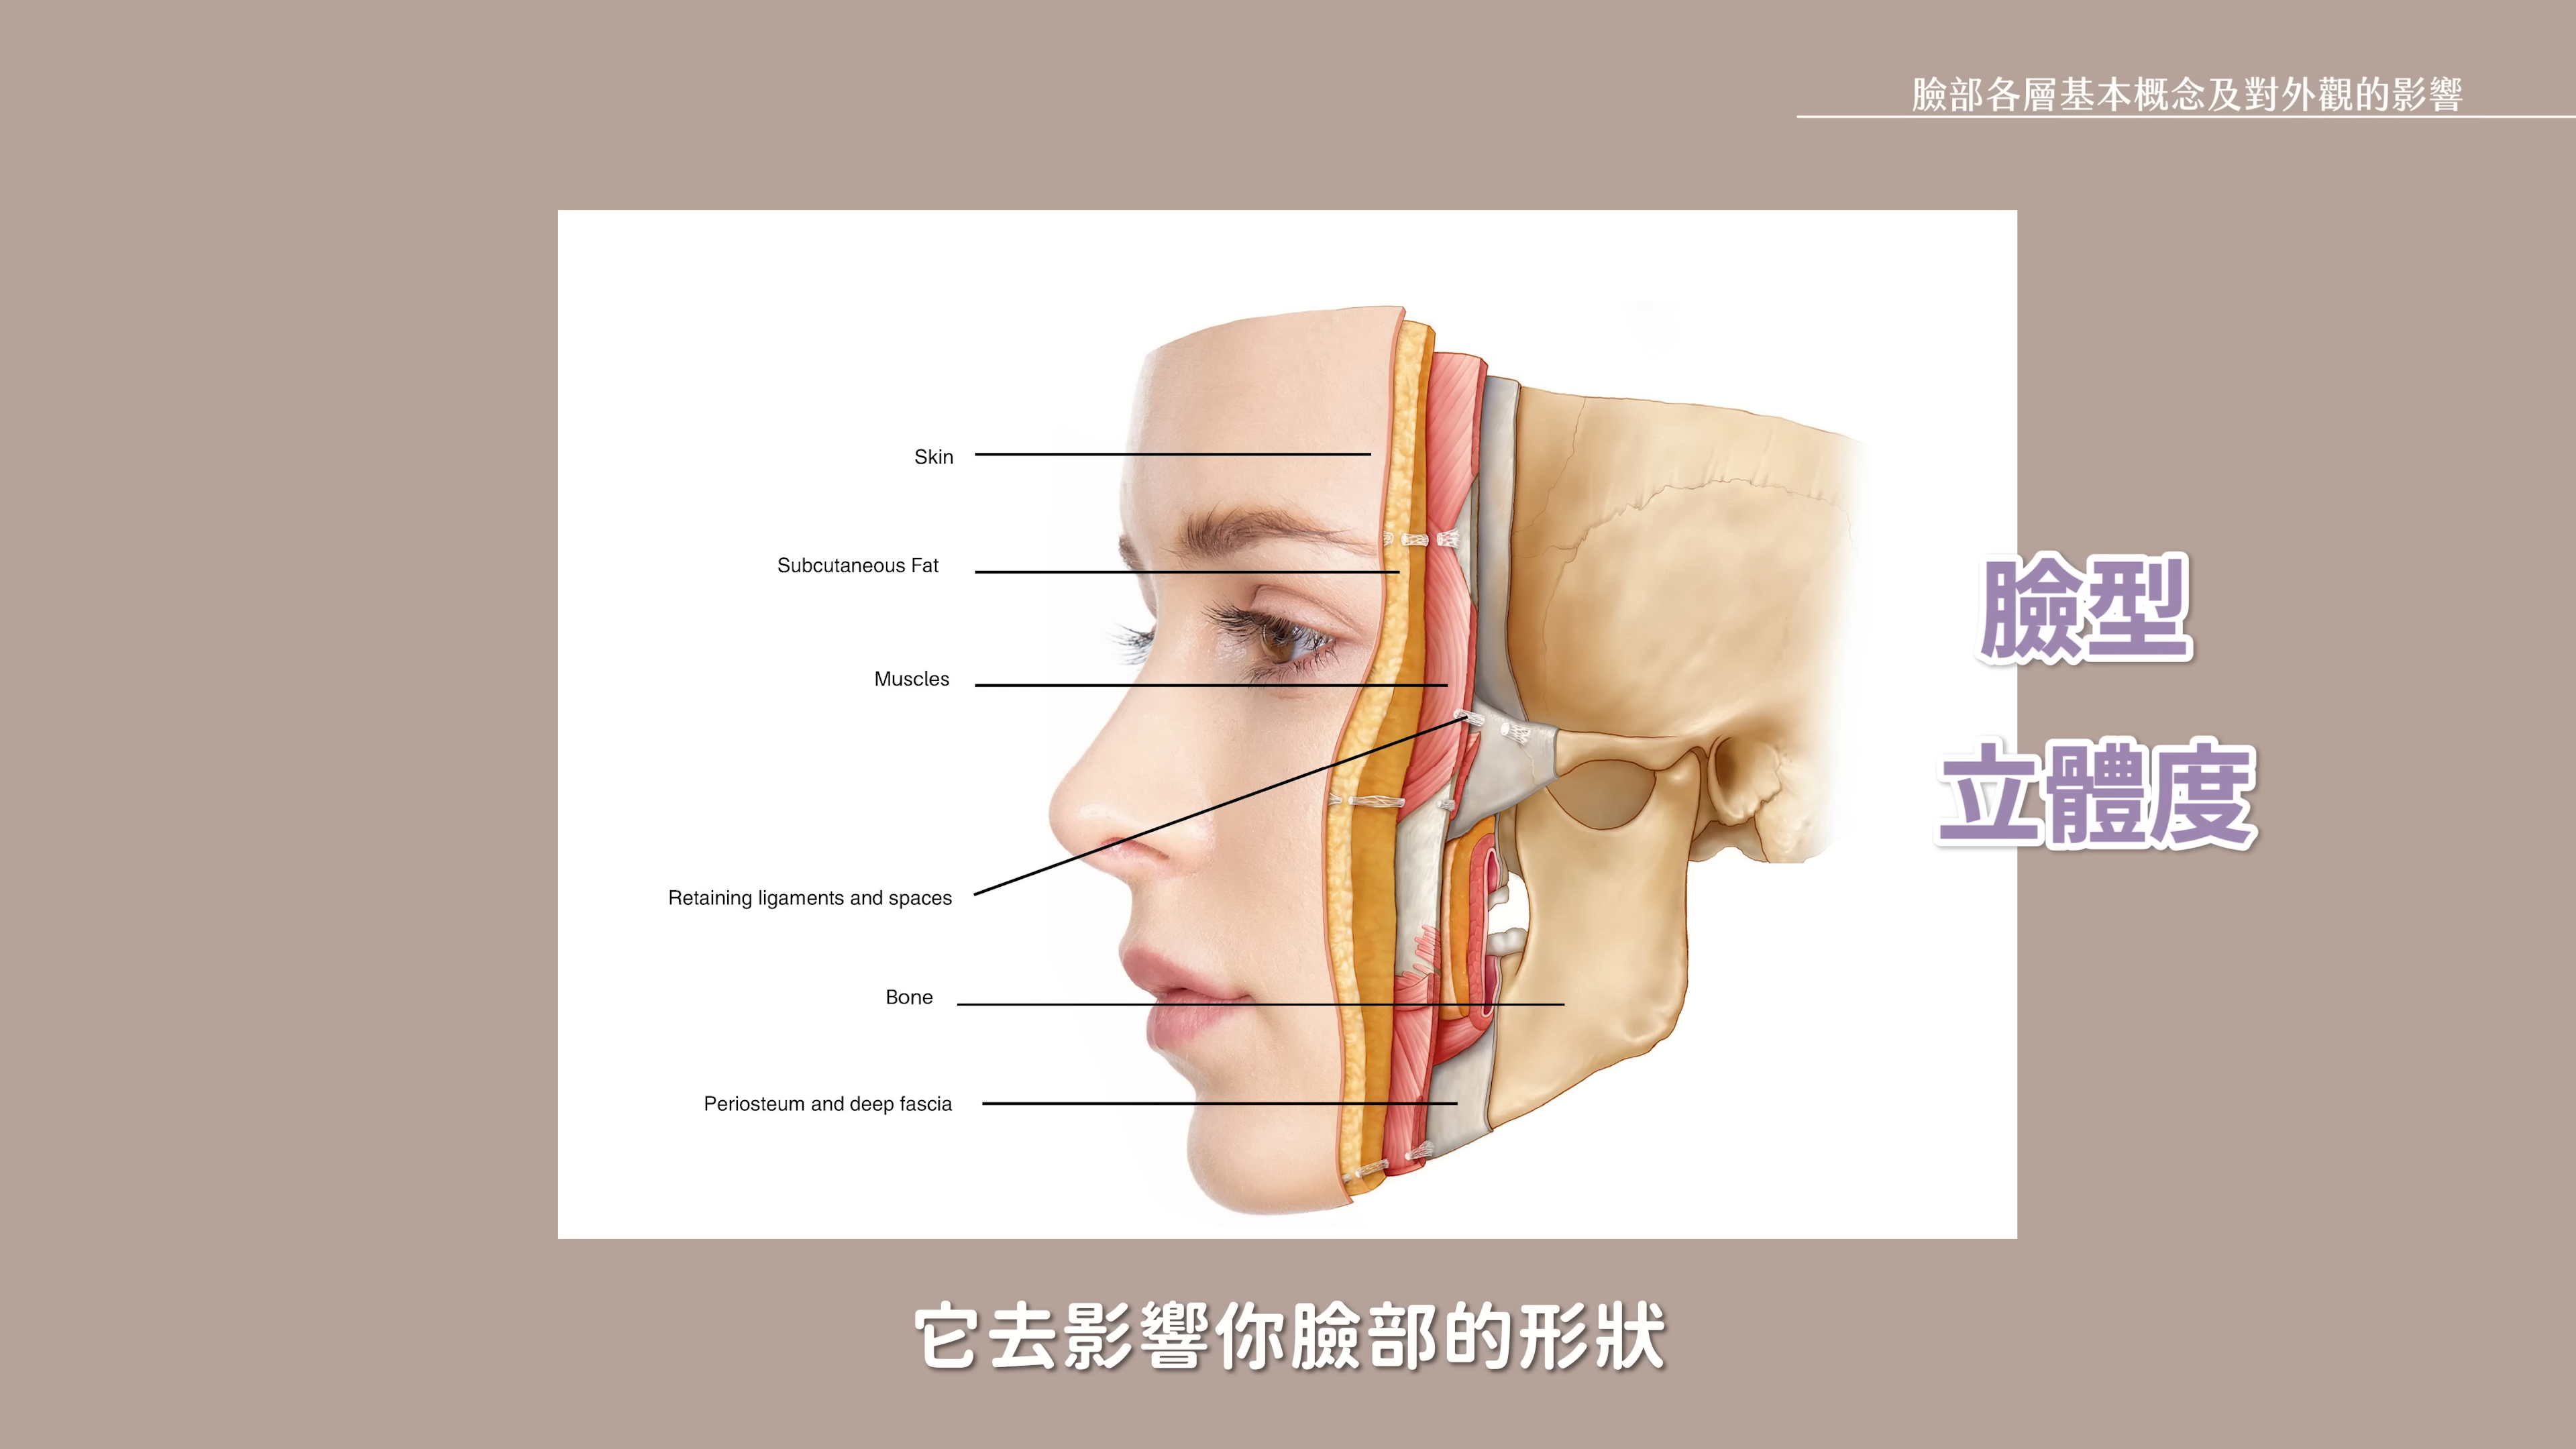 臉部各層基本概念及對外觀的影響
Skin
Subcutaneous Fat
Muscles
Retaining ligaments and spaces
Bone
Periosteum and deep fascia
臉型
立體度
它去影響你臉部的形狀